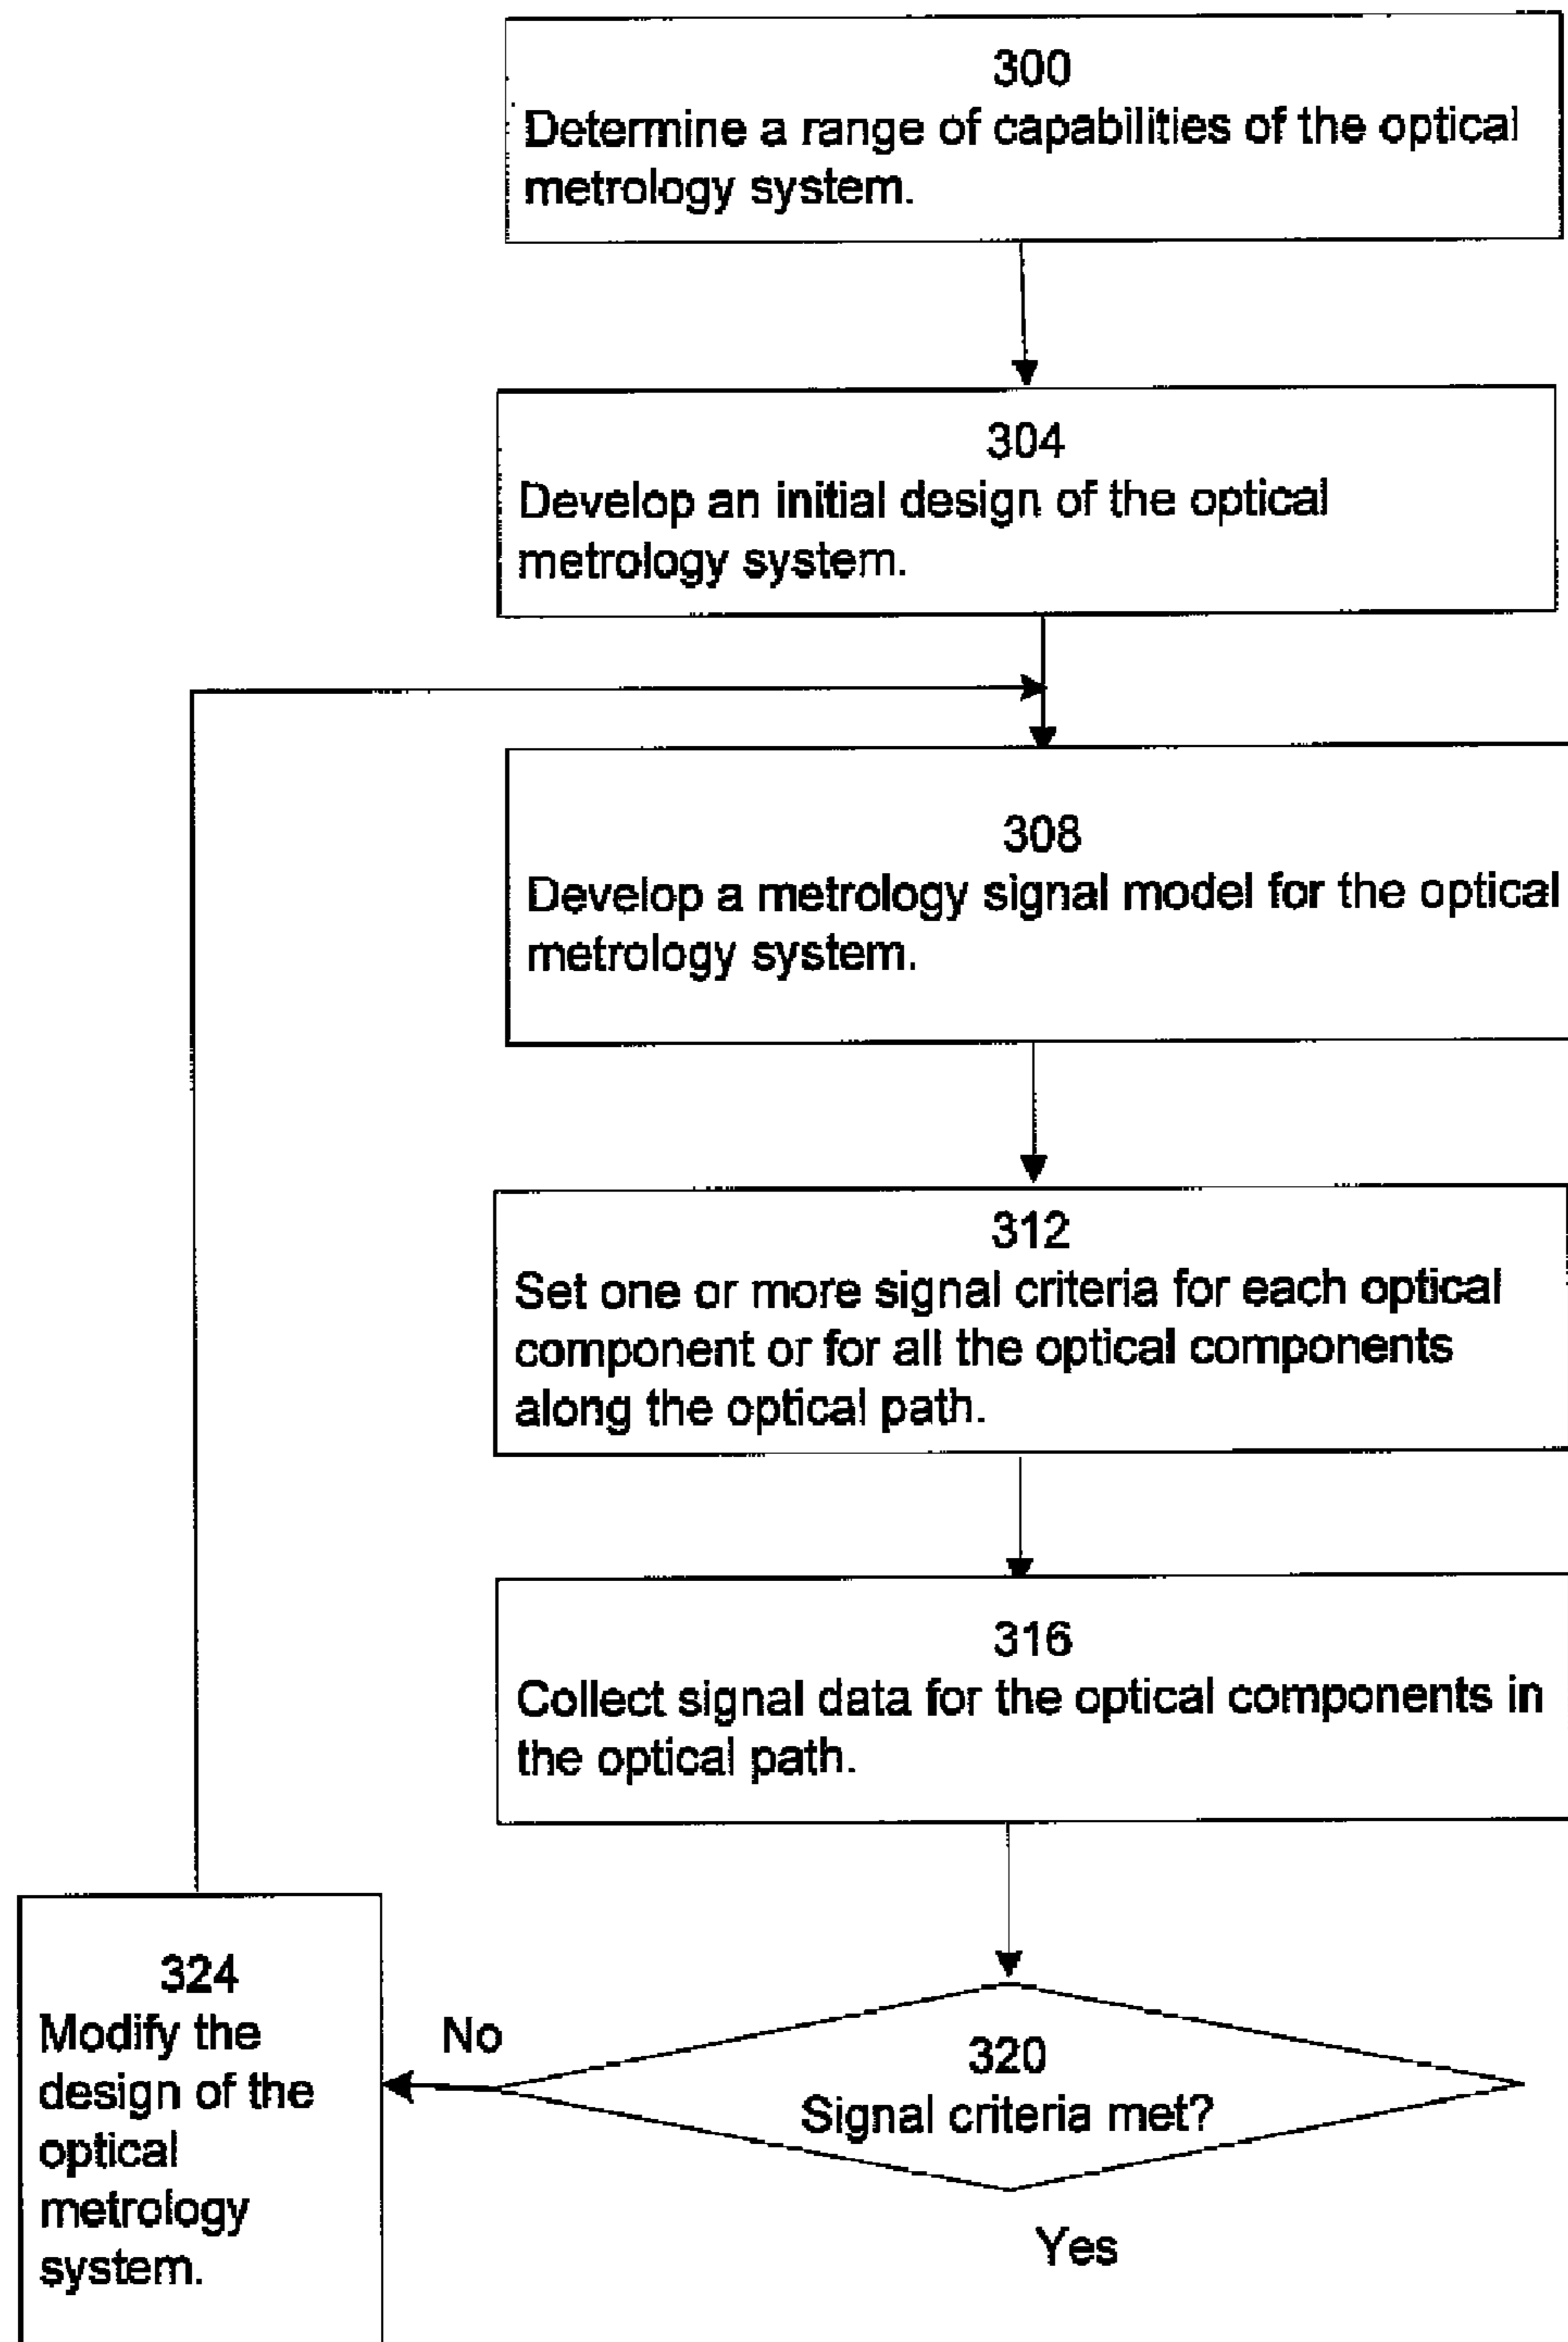 300
Determine a range of capabilities of the optical
metrology system.
304
Develop an initial design of the optical
metrology system.
308
Develop a metrology signal model for the optical
metrology system.
312
Set one or more signal criteria for each optical
component or for all the optical components
along the optical path.
316
Collect signal data for the optical components in
the optical path.
320
Signal criteria met?
No
324
Modify the
design of the
optical
metrology
system.
Yes